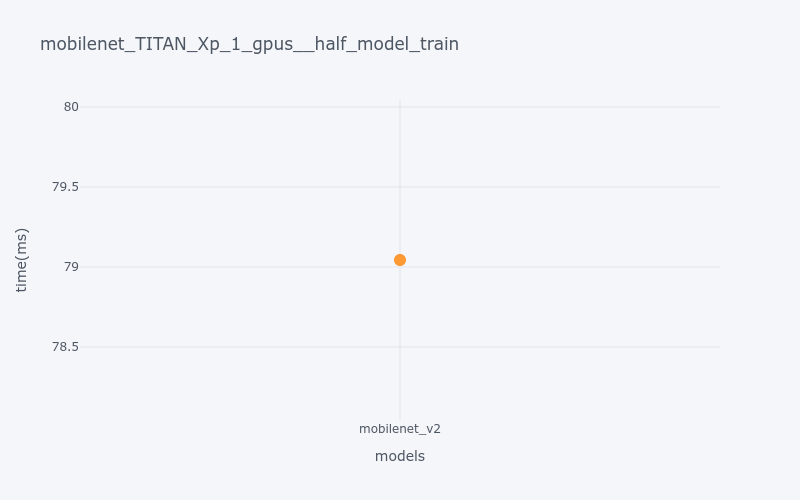 mobilenet_TITAN_Xp_1_gpus__half_model_train
80
79.5
79
78.5
time(ms)
mobilenet_v2
models